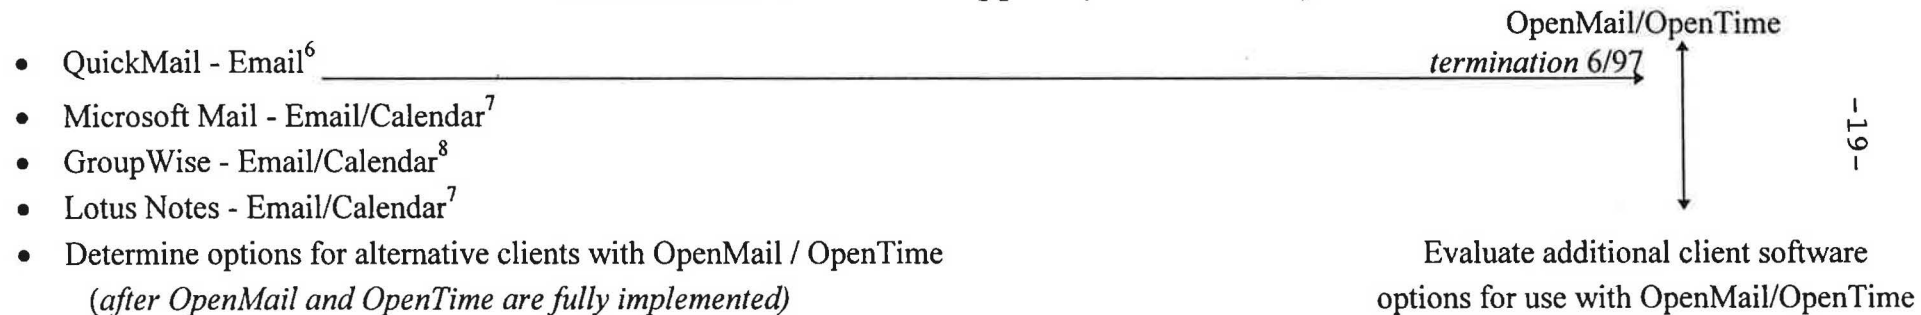 OpenMail/OpenTime
• QuickMail - Email⁶ termination 6/97
• Microsoft Mail - Email/Calendar⁷
• GroupWise - Email/Calendar⁸
• Lotus Notes - Email/Calendar⁷
• Determine options for alternative clients with OpenMail / OpenTime
(after OpenMail and OpenTime are fully implemented)
Evaluate additional client software
options for use with OpenMail/OpenTime
-19-